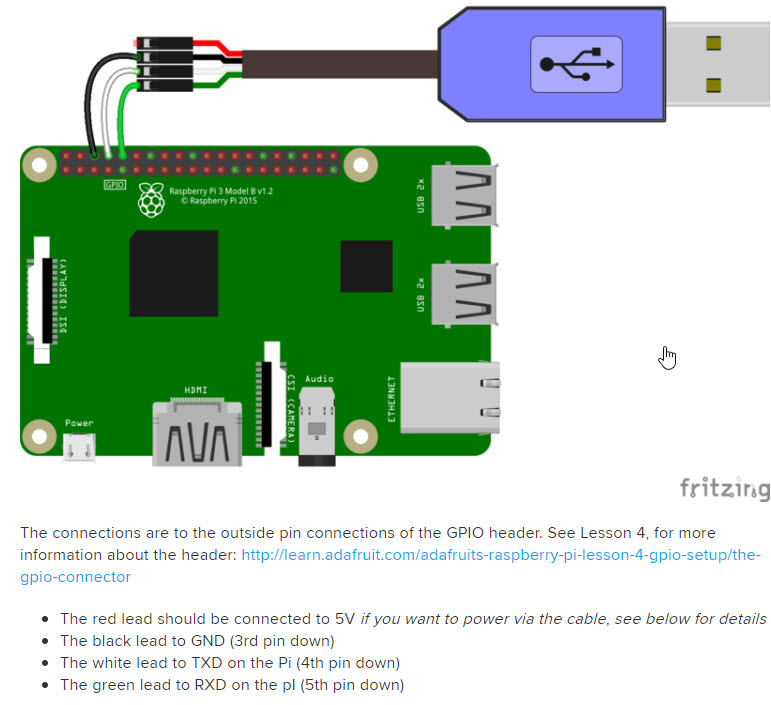 GPIO
Raspberry Pi 3 Model B v1.2
© Raspberry Pi 2015
USB 2x
DSI (DISPLAY)
USB 2x
HDMI
CSI (CAMERA)
Audio
ETHERNET
Power
fritzing
The connections are to the outside pin connections of the GPIO header. See Lesson 4, for more
information about the header: http://learn.adafruit.com/adafruits-raspberry-pi-lesson-4-gpio-setup/the-
gpio-connector
• The red lead should be connected to 5V if you want to power via the cable, see below for details
• The black lead to GND (3rd pin down)
• The white lead to TXD on the Pi (4th pin down)
• The green lead to RXD on the pI (5th pin down)